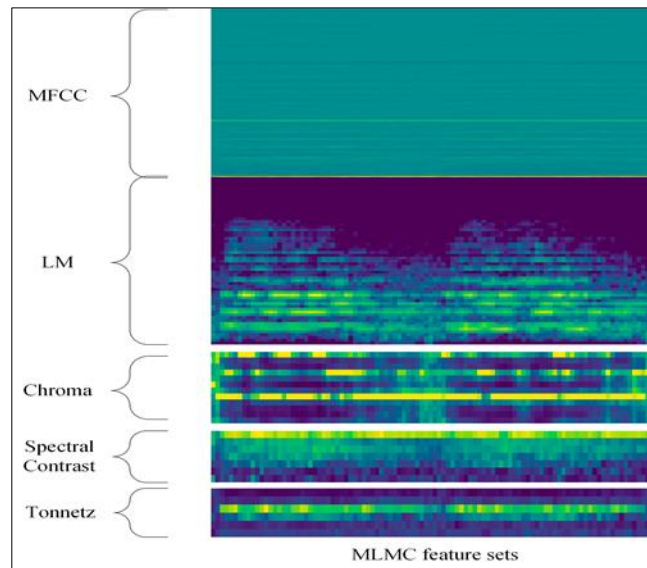 MFCC
LM
Chroma
Spectral
Contrast
Tonnetz
MLMC feature sets